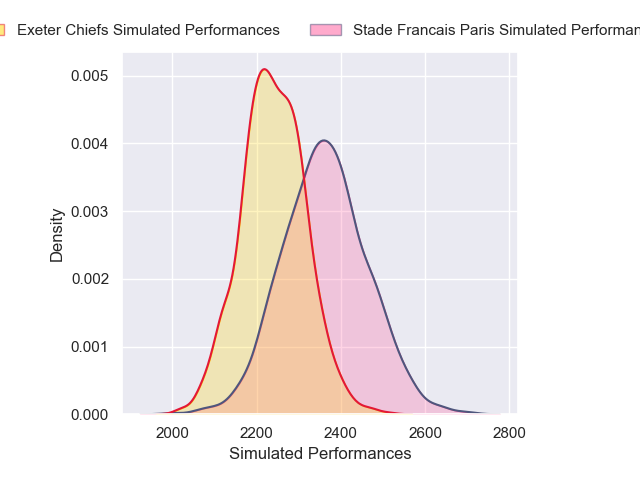 Exeter Chiefs Simulated Performances
Stade Francais Paris Simulated Performan
0.005
0.004
0.003
0.002
0.001
0.000
Density
2000 2200 2400 2600 2800
Simulated Performances